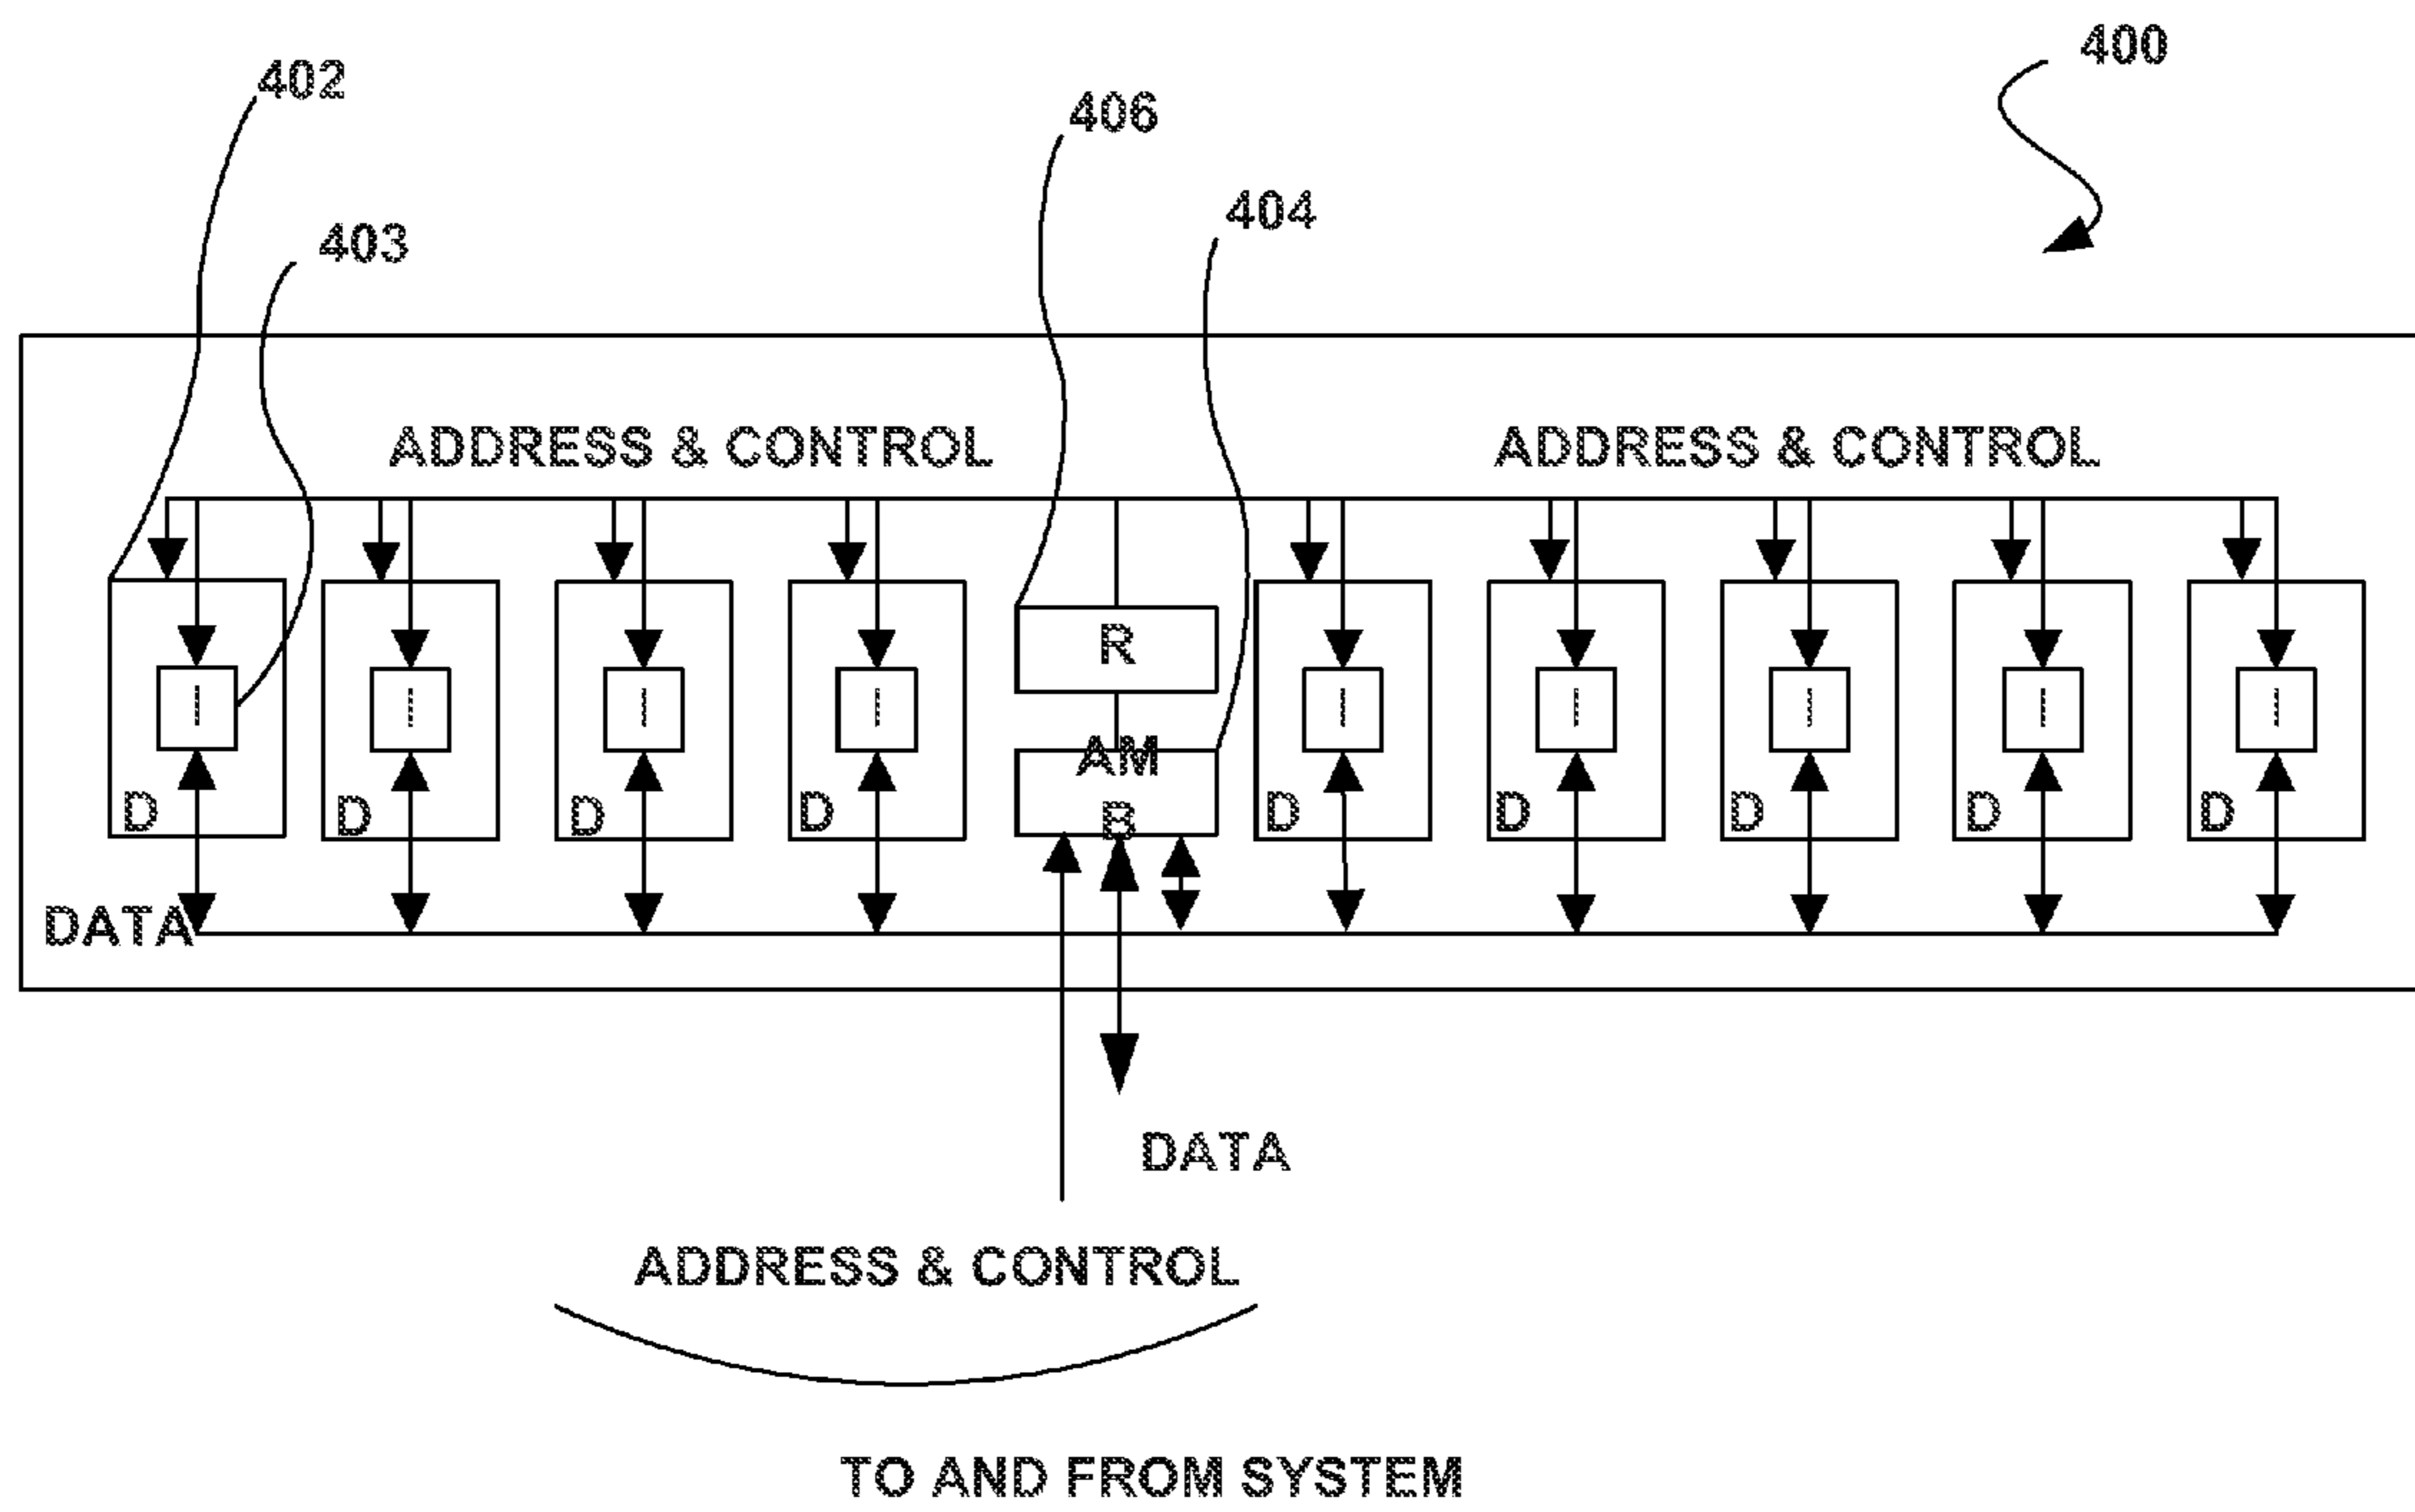 400
402
406
404
403
ADDRESS & CONTROL
ADDRESS & CONTROL
R
I
I
I
I
I
I
I
I
I
AM
B
D
D
D
D
D
D
D
D
D
DATA
DATA
ADDRESS & CONTROL
TO AND FROM SYSTEM